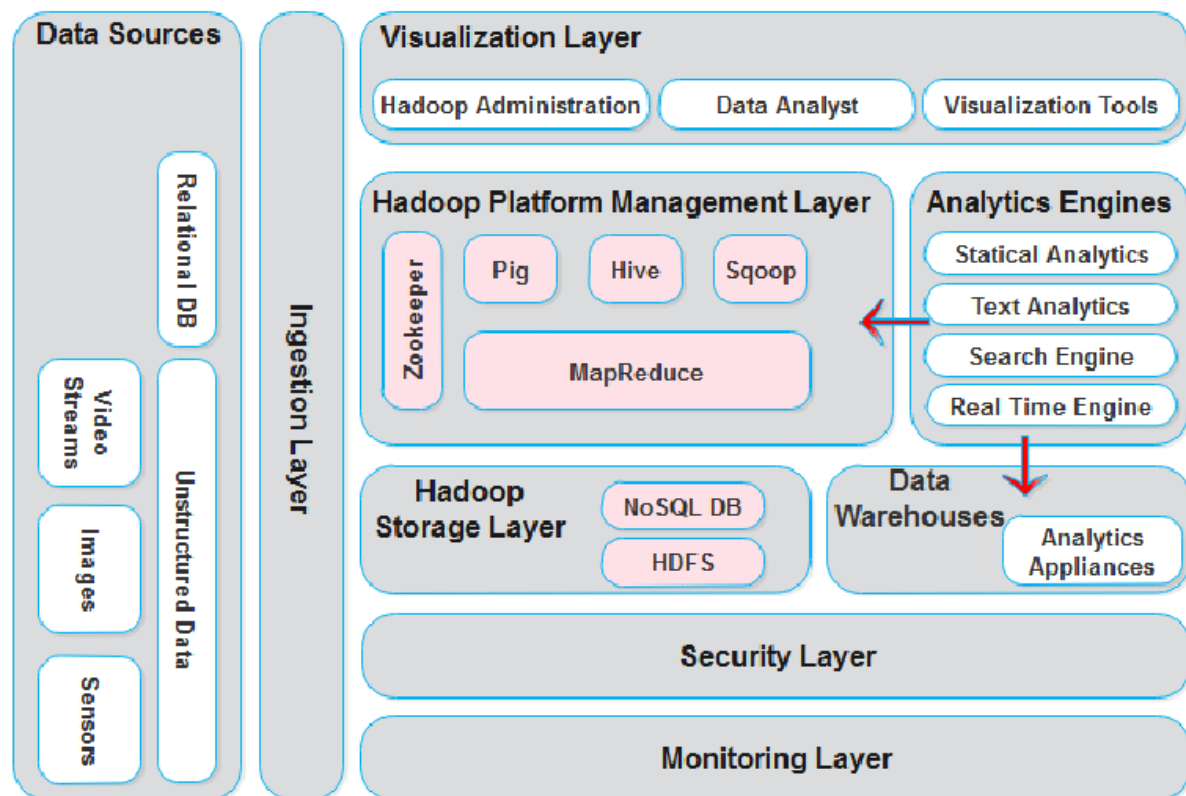 Data Sources
Relational DB
Video
Streams
Images
Sensors
Unstructured Data
Ingestion Layer
Visualization Layer
Hadoop Administration
Data Analyst
Visualization Tools
Hadoop Platform Management Layer
Zookeeper
Pig
Hive
Sqoop
MapReduce
Analytics Engines
Statical Analytics
Text Analytics
Search Engine
Real Time Engine
Hadoop
Storage Layer
NoSQL DB
HDFS
Data
Warehouses
Analytics
Appliances
Security Layer
Monitoring Layer